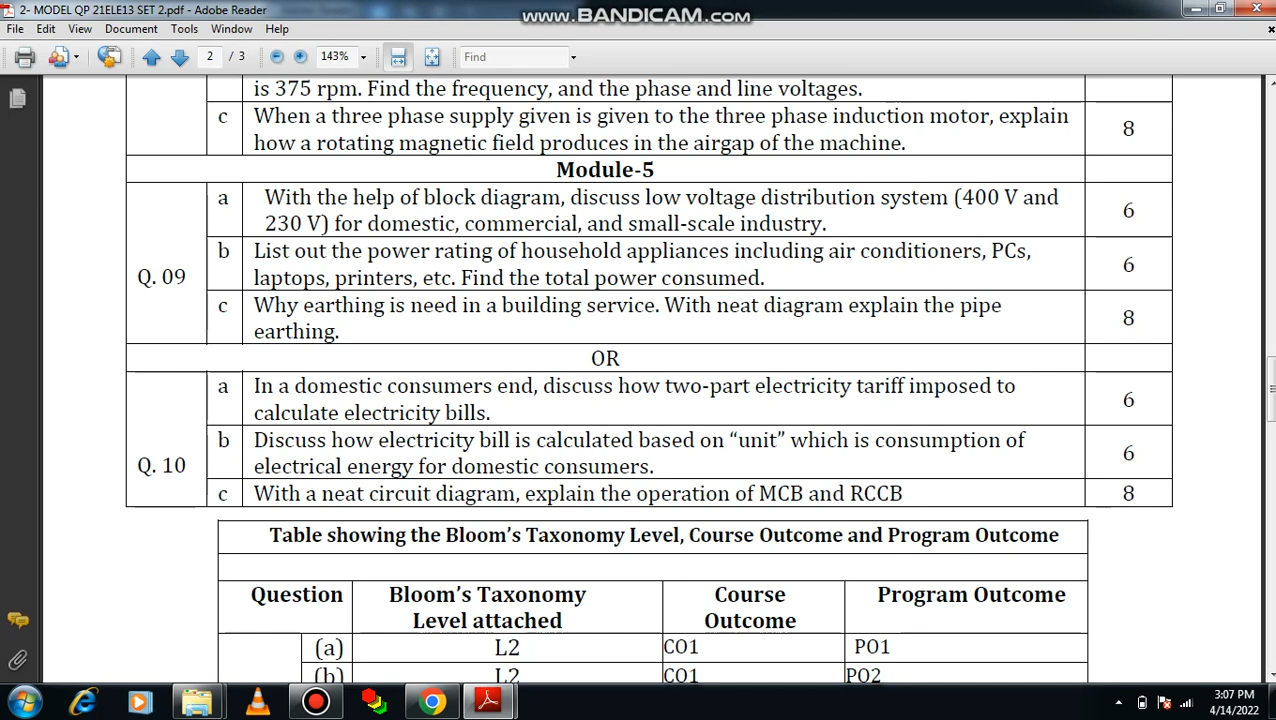 2- MODEL QP 21ELE13 SET 2.pdf - Adobe Reader
www.BANDICAM.com
File Edit View Document Tools Window Help
2 / 3 143% Find
is 375 rpm. Find the frequency, and the phase and line voltages.
c When a three phase supply given is given to the three phase induction motor, explain
how a rotating magnetic field produces in the airgap of the machine.
8
Module-5
Q. 09
a With the help of block diagram, discuss low voltage distribution system (400 V and
230 V) for domestic, commercial, and small-scale industry.
6
b List out the power rating of household appliances including air conditioners, PCs,
laptops, printers, etc. Find the total power consumed.
6
c Why earthing is need in a building service. With neat diagram explain the pipe
earthing.
8
OR
Q. 10
a In a domestic consumers end, discuss how two-part electricity tariff imposed to
calculate electricity bills.
6
b Discuss how electricity bill is calculated based on “unit” which is consumption of
electrical energy for domestic consumers.
6
c With a neat circuit diagram, explain the operation of MCB and RCCB 8
Table showing the Bloom’s Taxonomy Level, Course Outcome and Program Outcome
Question Bloom’s Taxonomy Course Program Outcome
Level attached Outcome
(a) L2 CO1 PO1
(b) L2 CO1 PO2
3:07 PM
4/14/2022